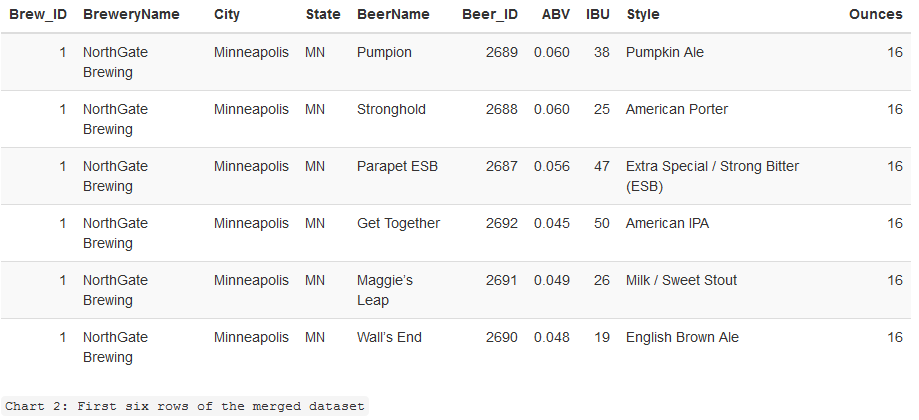 Brew_ID BreweryName City State BeerName Beer_ID ABV IBU Style Ounces
1 NorthGate Brewing Minneapolis MN Pumpion 2689 0.060 38 Pumpkin Ale 16
1 NorthGate Brewing Minneapolis MN Stronghold 2688 0.060 25 American Porter 16
1 NorthGate Brewing Minneapolis MN Parapet ESB 2687 0.056 47 Extra Special / Strong Bitter (ESB) 16
1 NorthGate Brewing Minneapolis MN Get Together 2692 0.045 50 American IPA 16
1 NorthGate Brewing Minneapolis MN Maggie’s Leap 2691 0.049 26 Milk / Sweet Stout 16
1 NorthGate Brewing Minneapolis MN Wall’s End 2690 0.048 19 English Brown Ale 16
Chart 2: First six rows of the merged dataset